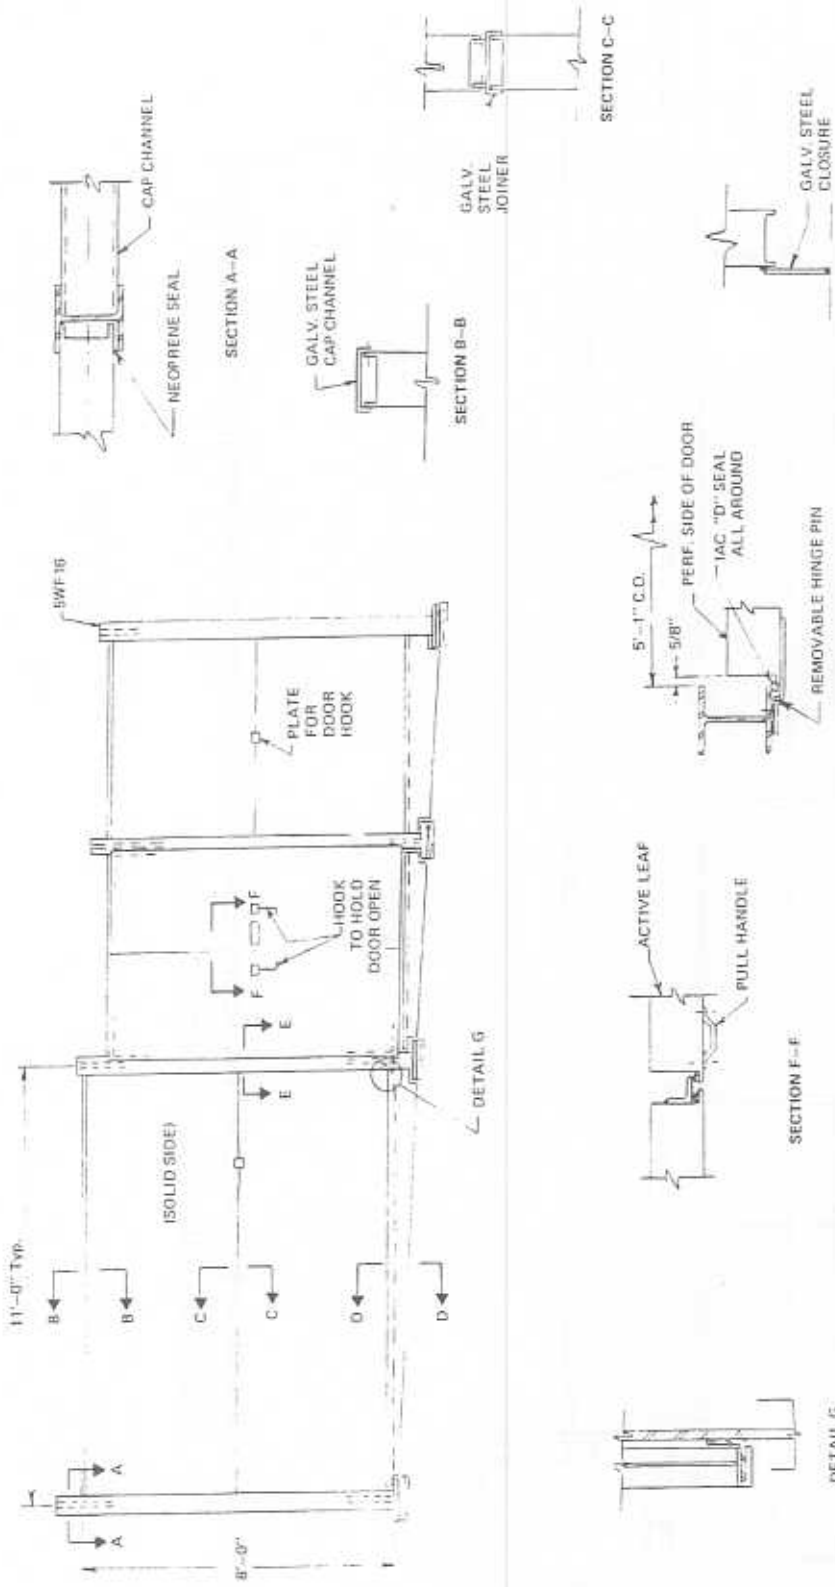 11'-0" Typ.
5WF16
B
B
C
C
D
D
A
A
8'-0"
(SOLID SIDE)
E
E
F
F
HOOK
TO HOLD
DOOR OPEN
PLATE
FOR
DOOR
HOOK
DETAIL G
CAP CHANNEL
NEOPRENE SEAL
SECTION A-A
GALV. STEEL
CAP CHANNEL
SECTION B-B
GALV.
STEEL
JOINER
SECTION C-C
DETAIL G
ACTIVE LEAF
PULL HANDLE
SECTION F-F
5'-1" C.O.
5/8"
PERF. SIDE OF DOOR
IAC "D" SEAL
ALL AROUND
REMOVABLE HINGE PIN
GALV. STEEL
CLOSURE